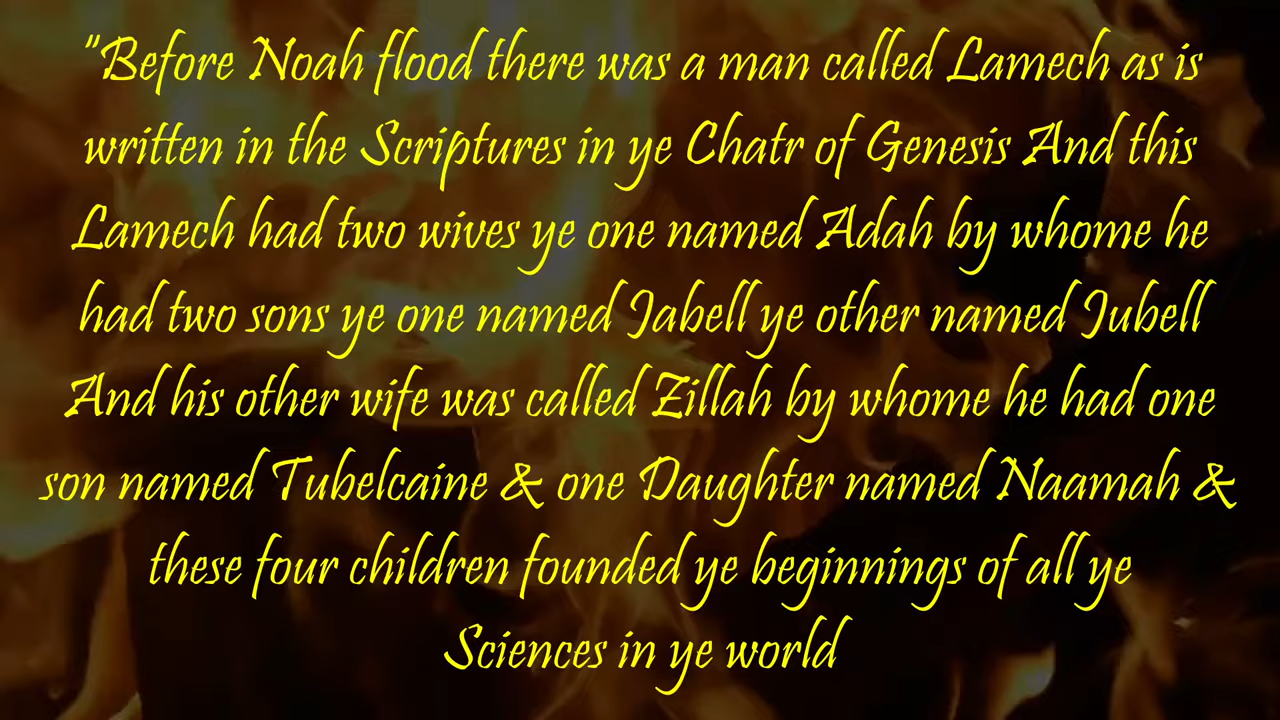 "Before Noah flood there was a man called Lamech as is
written in the Scriptures in ye Chatr of Genesis And this
Lamech had two wives ye one named Adah by whome he
had two sons ye one named Jabell ye other named Jubell
And his other wife was called Zillah by whome he had one
son named Tubelcaine & one Daughter named Naamah &
these four children founded ye beginnings of all ye
Sciences in ye world